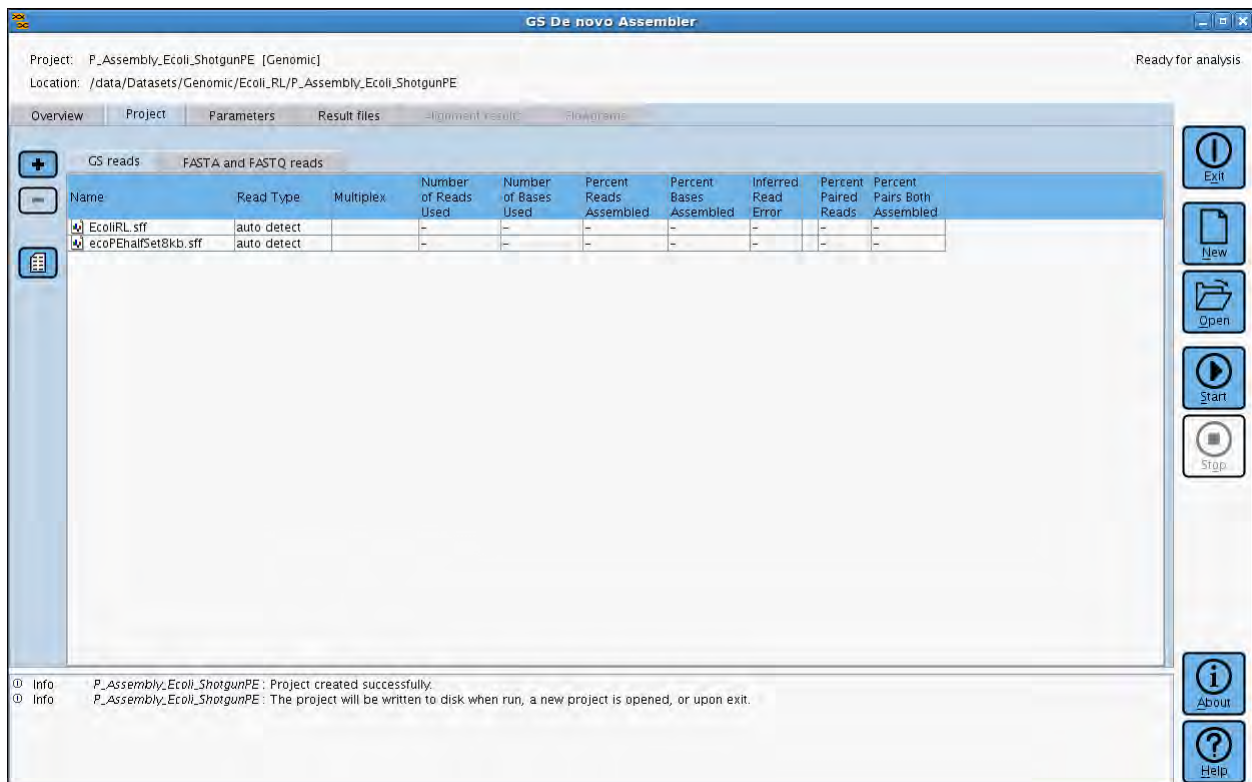 GS De novo Assembler
Project: P_Assembly_Ecoli_ShotgunPE [Genomic]
Ready for analysis
Location: /data/Datasets/Genomic/Ecoli_RL/P_Assembly_Ecoli_ShotgunPE
Overview Project Parameters Result files Alignment results Flowgrams
GS reads FASTA and FASTQ reads
Name Read Type Multiplex Number of Reads Used Number of Bases Used Percent Reads Assembled Percent Bases Assembled Inferred Read Error Percent Paired Reads Percent Pairs Both Assembled
EcoliRL.sff auto detect - - - - - - -
ecoPEhalfSet8kb.sff auto detect - - - - - - -
Exit
New
Open
Start
Stop
Info P_Assembly_Ecoli_ShotgunPE : Project created successfully.
Info P_Assembly_Ecoli_ShotgunPE : The project will be written to disk when run, a new project is opened, or upon exit.
About
Help